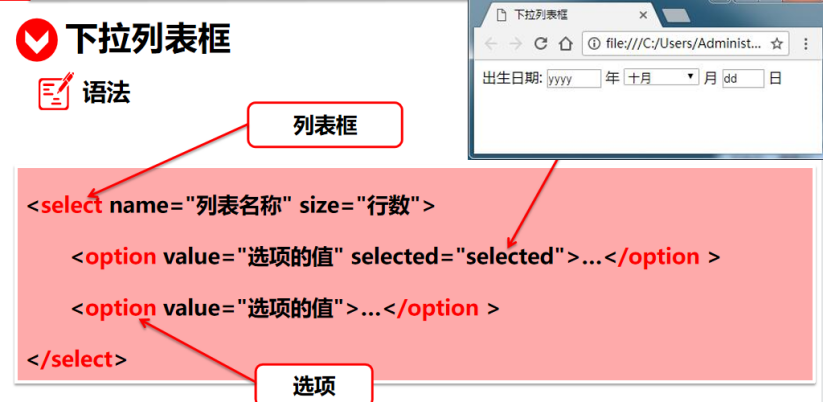 下拉列表框
语法
列表框
下拉列表框
file:///C:/Users/Administ...
出生日期: yyyy 年 十月 月 dd 日
<select name="列表名称" size="行数">
<option value="选项的值" selected="selected">...</option >
<option value="选项的值">...</option >
</select>
选项